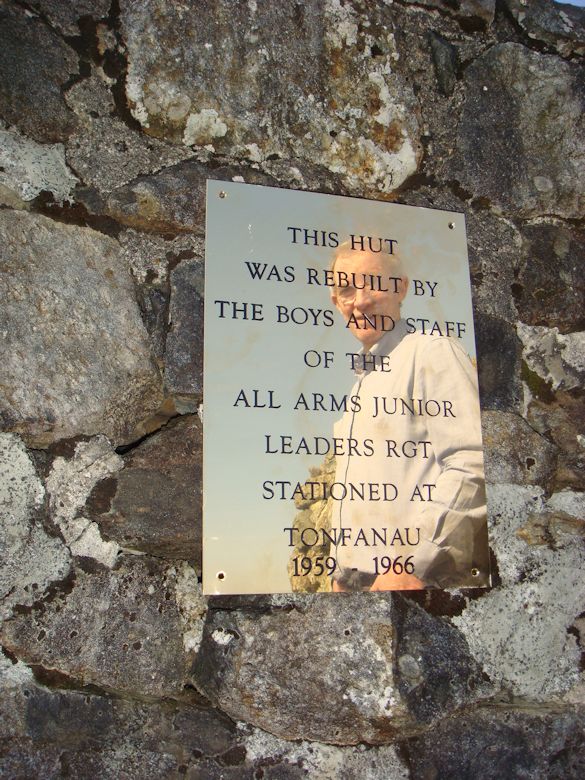 THIS HUT
WAS REBUILT BY
THE BOYS AND STAFF
OF THE
ALL ARMS JUNIOR
LEADERS RGT
STATIONED AT
TONFANAU
1959 - 1966